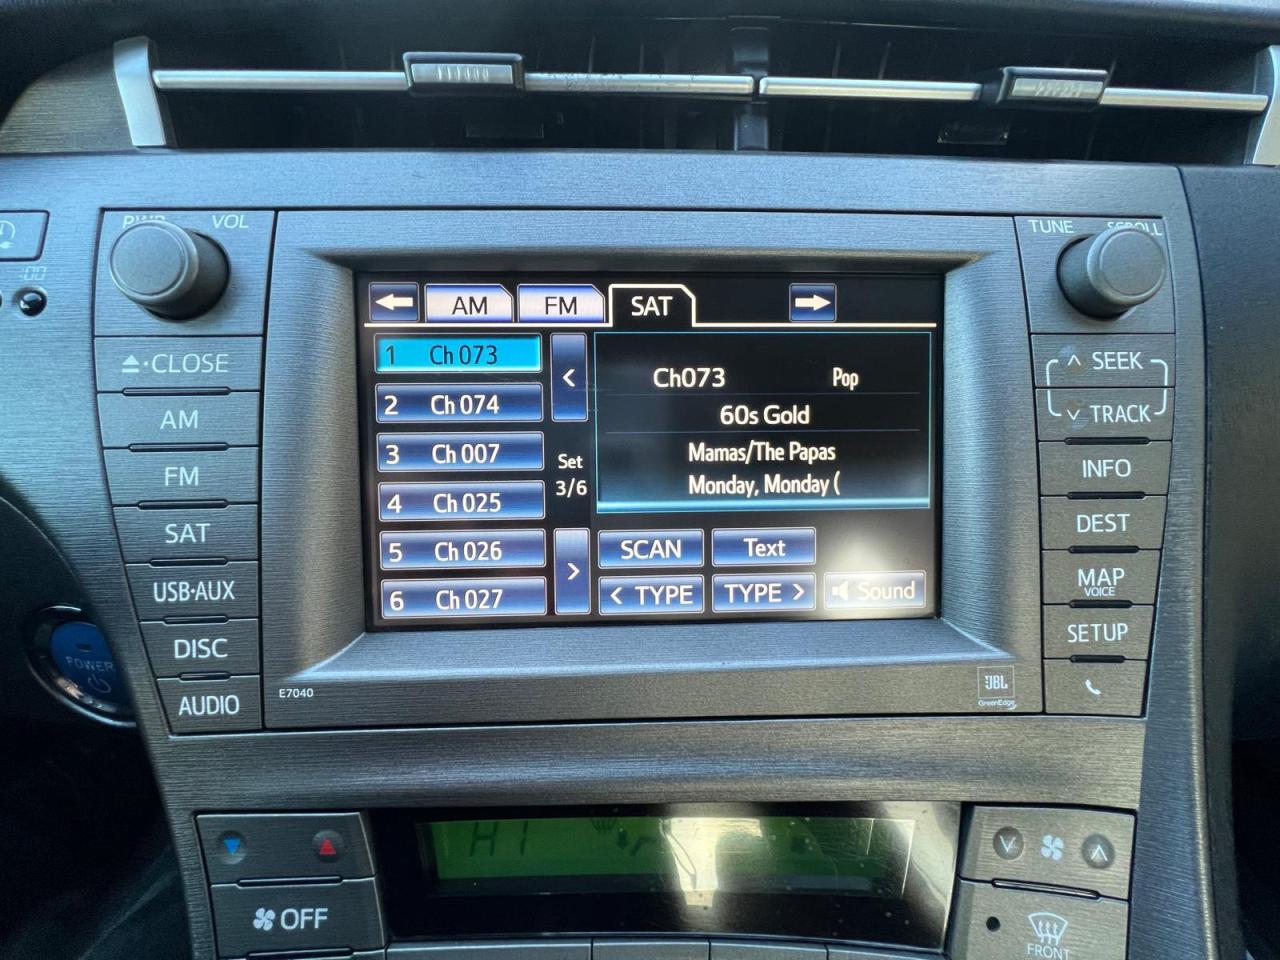 PWR VOL
TUNE SCROLL
:00
AM FM SAT
1 Ch 073
2 Ch 074
3 Ch 007
4 Ch 025
5 Ch 026
6 Ch 027
<
Set
3/6
>
Ch073 Pop
60s Gold
Mamas/The Papas
Monday, Monday (
SCAN Text
< TYPE TYPE > Sound
CLOSE
AM
FM
SAT
USB·AUX
DISC
AUDIO
SEEK
TRACK
INFO
DEST
MAP
VOICE
SETUP
POWER
E7040
JBL
GreenEdge
HI
OFF
FRONT